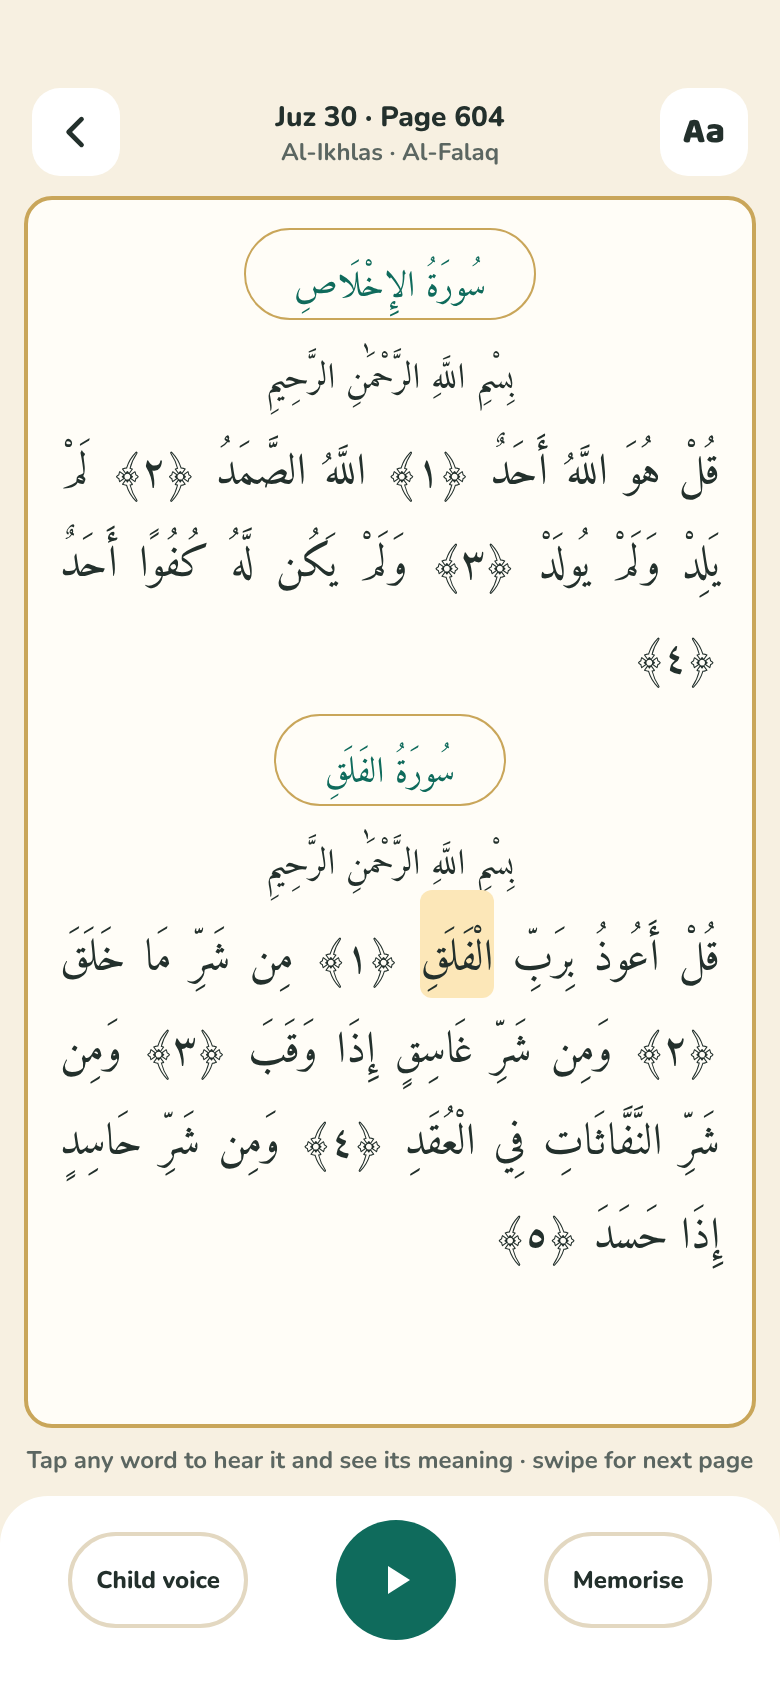 Juz 30 · Page 604
Al-Ikhlas · Al-Falaq
Aa
سُورَةُ الإِخْلَاصِ
بِسْمِ اللَّهِ الرَّحْمَٰنِ الرَّحِيمِ
قُلْ هُوَ اللَّهُ أَحَدٌ ﴿١﴾ اللَّهُ الصَّمَدُ ﴿٢﴾ لَمْ
يَلِدْ وَلَمْ يُولَدْ ﴿٣﴾ وَلَمْ يَكُن لَّهُ كُفُوًا أَحَدٌ
﴿٤﴾
سُورَةُ الفَلَقِ
بِسْمِ اللَّهِ الرَّحْمَٰنِ الرَّحِيمِ
قُلْ أَعُوذُ بِرَبِّ الْفَلَقِ ﴿١﴾ مِن شَرِّ مَا خَلَقَ
﴿٢﴾ وَمِن شَرِّ غَاسِقٍ إِذَا وَقَبَ ﴿٣﴾ وَمِن
شَرِّ النَّفَّاثَاتِ فِي الْعُقَدِ ﴿٤﴾ وَمِن شَرِّ حَاسِدٍ
إِذَا حَسَدَ ﴿٥﴾
Tap any word to hear it and see its meaning · swipe for next page
Child voice
Memorise